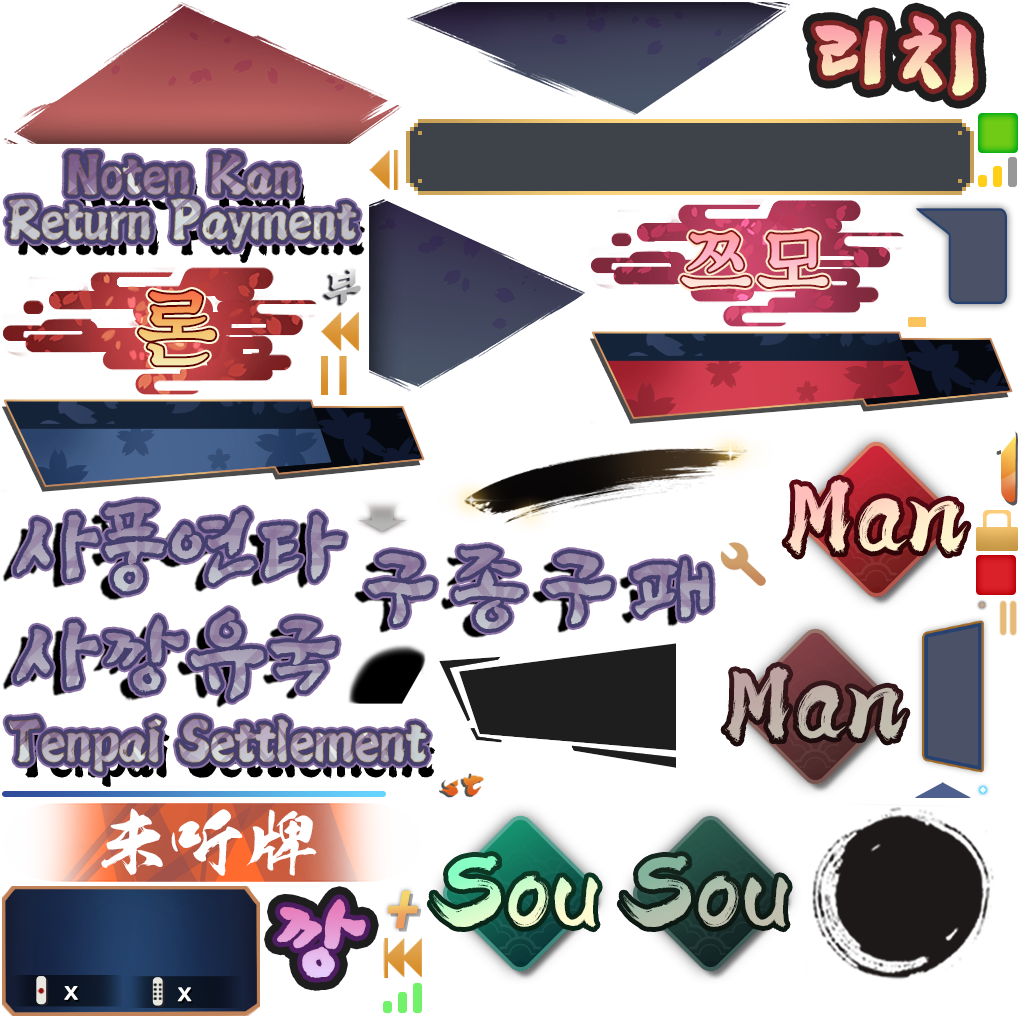 리치
Noten Kan
Return Payment
쯔모
부
론
Man
사풍연타
구종구패
사깡유국
Man
Tenpai Settlement
未听牌
Sou
Sou
깡
x
x